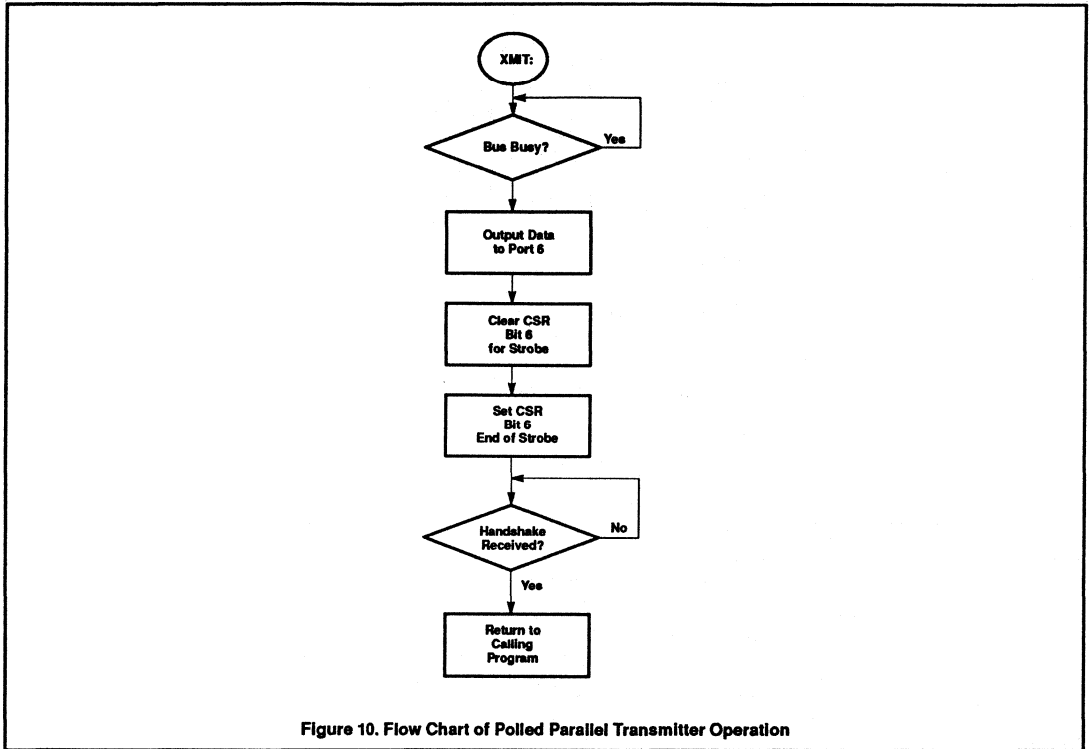 XMIT:
Bus Busy?
Yes
Output Data
to Port 6
Clear CSR
Bit 6
for Strobe
Set CSR
Bit 6
End of Strobe
Handshake
Received?
No
Yes
Return to
Calling
Program
Figure 10. Flow Chart of Polled Parallel Transmitter Operation